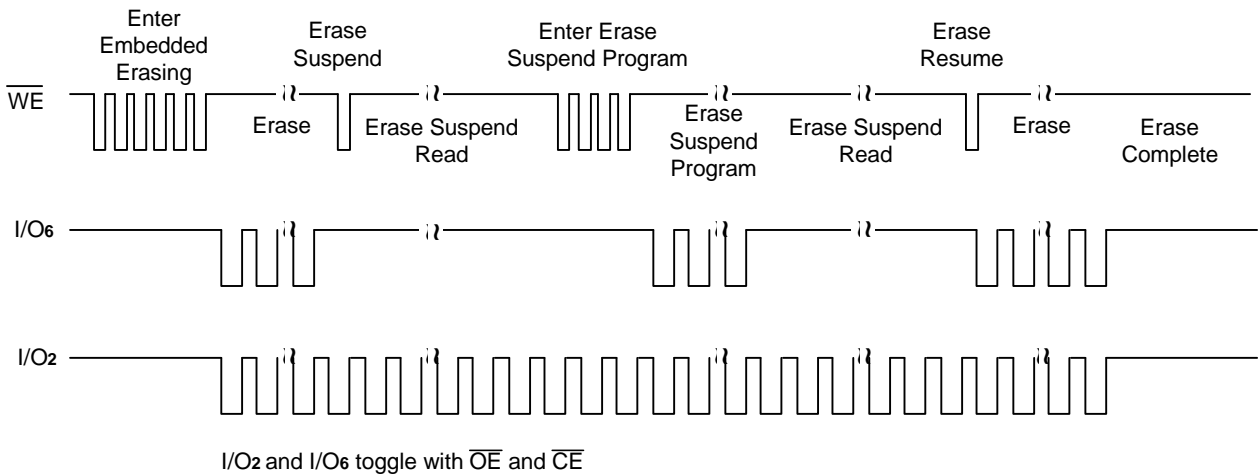 Enter
Embedded
Erasing
Erase
Suspend
Enter Erase
Suspend Program
Erase
Resume
WE
Erase
Erase Suspend
Read
Erase
Suspend
Program
Erase Suspend
Read
Erase
Erase
Complete
I/O6
I/O2
I/O2 and I/O6 toggle with OE and CE